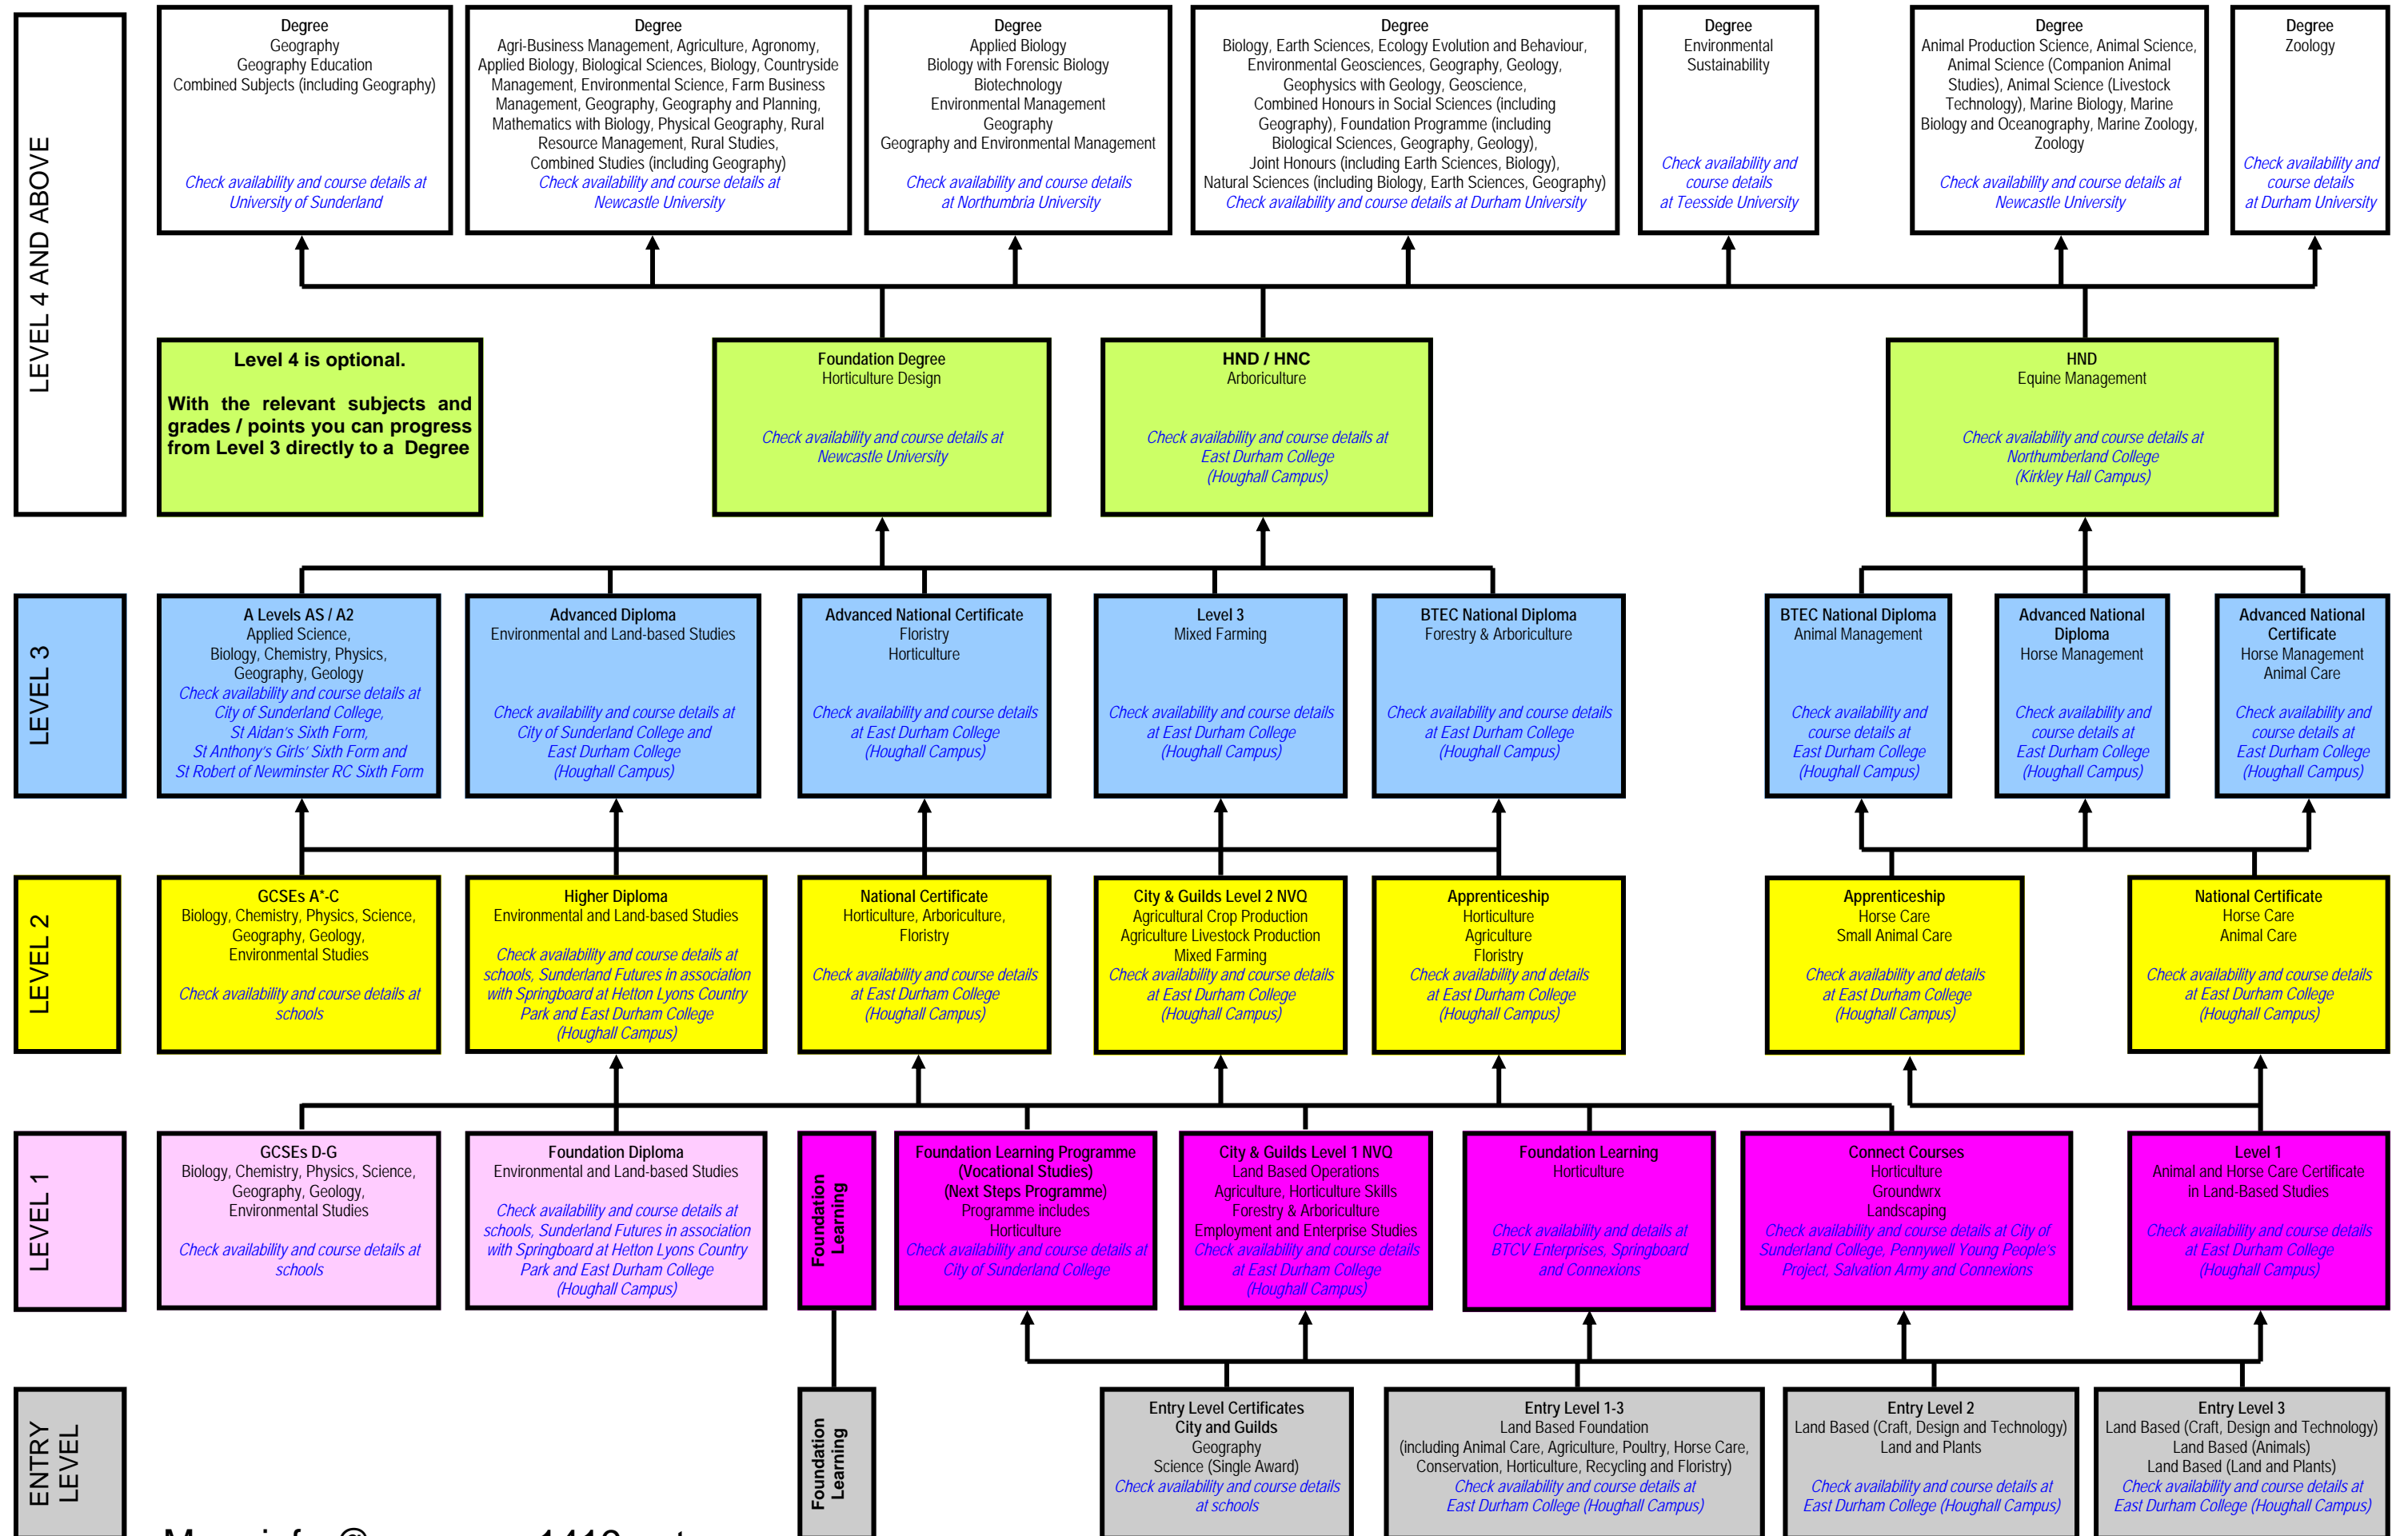 LEVEL 4 AND ABOVE
Degree
Geography
Geography Education
Combined Subjects (including Geography)
Check availability and course details at
University of Sunderland
Degree
Agri-Business Management, Agriculture, Agronomy,
Applied Biology, Biological Sciences, Biology, Countryside
Management, Environmental Science, Farm Business
Management, Geography, Geography and Planning,
Mathematics with Biology, Physical Geography, Rural
Resource Management, Rural Studies,
Combined Studies (including Geography)
Check availability and course details at
Newcastle University
Degree
Applied Biology
Biology with Forensic Biology
Biotechnology
Environmental Management
Geography
Geography and Environmental Management
Check availability and course details
at Northumbria University
Degree
Biology, Earth Sciences, Ecology Evolution and Behaviour,
Environmental Geosciences, Geography, Geology,
Geophysics with Geology, Geoscience,
Combined Honours in Social Sciences (including
Geography), Foundation Programme (including
Biological Sciences, Geography, Geology),
Joint Honours (including Earth Sciences, Biology),
Natural Sciences (including Biology, Earth Sciences, Geography)
Check availability and course details at Durham University
Degree
Environmental
Sustainability
Check availability and
course details
at Teesside University
Degree
Animal Production Science, Animal Science,
Animal Science (Companion Animal
Studies), Animal Science (Livestock
Technology), Marine Biology, Marine
Biology and Oceanography, Marine Zoology,
Zoology
Check availability and course details at
Newcastle University
Degree
Zoology
Check availability and
course details
at Durham University
Level 4 is optional.
With the relevant subjects and
grades / points you can progress
from Level 3 directly to a Degree
Foundation Degree
Horticulture Design
Check availability and course details at
Newcastle University
HND / HNC
Arboriculture
Check availability and course details at
East Durham College
(Houghall Campus)
HND
Equine Management
Check availability and course details at
Northumberland College
(Kirkley Hall Campus)
LEVEL 3
A Levels AS / A2
Applied Science,
Biology, Chemistry, Physics,
Geography, Geology
Check availability and course details at
City of Sunderland College,
St Aidan's Sixth Form,
St Anthony's Girls' Sixth Form and
St Robert of Newminster RC Sixth Form
Advanced Diploma
Environmental and Land-based Studies
Check availability and course details at
City of Sunderland College and
East Durham College
(Houghall Campus)
Advanced National Certificate
Floristry
Horticulture
Check availability and course details
at East Durham College
(Houghall Campus)
Level 3
Mixed Farming
Check availability and course details
at East Durham College
(Houghall Campus)
BTEC National Diploma
Forestry & Arboriculture
Check availability and course details
at East Durham College
(Houghall Campus)
BTEC National Diploma
Animal Management
Check availability and
course details at
East Durham College
(Houghall Campus)
Advanced National
Diploma
Horse Management
Check availability and
course details at
East Durham College
(Houghall Campus)
Advanced National
Certificate
Horse Management
Animal Care
Check availability and
course details at
East Durham College
(Houghall Campus)
LEVEL 2
GCSEs A*-C
Biology, Chemistry, Physics, Science,
Geography, Geology,
Environmental Studies
Check availability and course details at
schools
Higher Diploma
Environmental and Land-based Studies
Check availability and course details at
schools, Sunderland Futures in association
with Springboard at Hetton Lyons Country
Park and East Durham College
(Houghall Campus)
National Certificate
Horticulture, Arboriculture,
Floristry
Check availability and course details
at East Durham College
(Houghall Campus)
City & Guilds Level 2 NVQ
Agricultural Crop Production
Agriculture Livestock Production
Mixed Farming
Check availability and course details
at East Durham College
(Houghall Campus)
Apprenticeship
Horticulture
Agriculture
Floristry
Check availability and details
at East Durham College
(Houghall Campus)
Apprenticeship
Horse Care
Small Animal Care
Check availability and details
at East Durham College
(Houghall Campus)
National Certificate
Horse Care
Animal Care
Check availability and course details
at East Durham College
(Houghall Campus)
LEVEL 1
GCSEs D-G
Biology, Chemistry, Physics, Science,
Geography, Geology,
Environmental Studies
Check availability and course details at
schools
Foundation Diploma
Environmental and Land-based Studies
Check availability and course details at
schools, Sunderland Futures in association
with Springboard at Hetton Lyons Country
Park and East Durham College
(Houghall Campus)
Foundation
Learning
Foundation Learning Programme
(Vocational Studies)
(Next Steps Programme)
Programme includes
Horticulture
Check availability and course details at
City of Sunderland College
City & Guilds Level 1 NVQ
Land Based Operations
Agriculture, Horticulture Skills
Forestry & Arboriculture
Employment and Enterprise Studies
Check availability and course details
at East Durham College
(Houghall Campus)
Foundation Learning
Horticulture
Check availability and details at
BTCV Enterprises, Springboard
and Connexions
Connect Courses
Horticulture
Groundwrx
Landscaping
Check availability and course details at City of
Sunderland College, Pennywell Young People's
Project, Salvation Army and Connexions
Level 1
Animal and Horse Care Certificate
in Land-Based Studies
Check availability and course details
at East Durham College
(Houghall Campus)
ENTRY
LEVEL
Foundation
Learning
Entry Level Certificates
City and Guilds
Geography
Science (Single Award)
Check availability and course details
at schools
Entry Level 1-3
Land Based Foundation
(including Animal Care, Agriculture, Poultry, Horse Care,
Conservation, Horticulture, Recycling and Floristry)
Check availability and course details at
East Durham College (Houghall Campus)
Entry Level 2
Land Based (Craft, Design and Technology)
Land and Plants
Check availability and course details at
East Durham College (Houghall Campus)
Entry Level 3
Land Based (Craft, Design and Technology)
Land Based (Animals)
Land Based (Land and Plants)
Check availability and course details at
East Durham College (Houghall Campus)